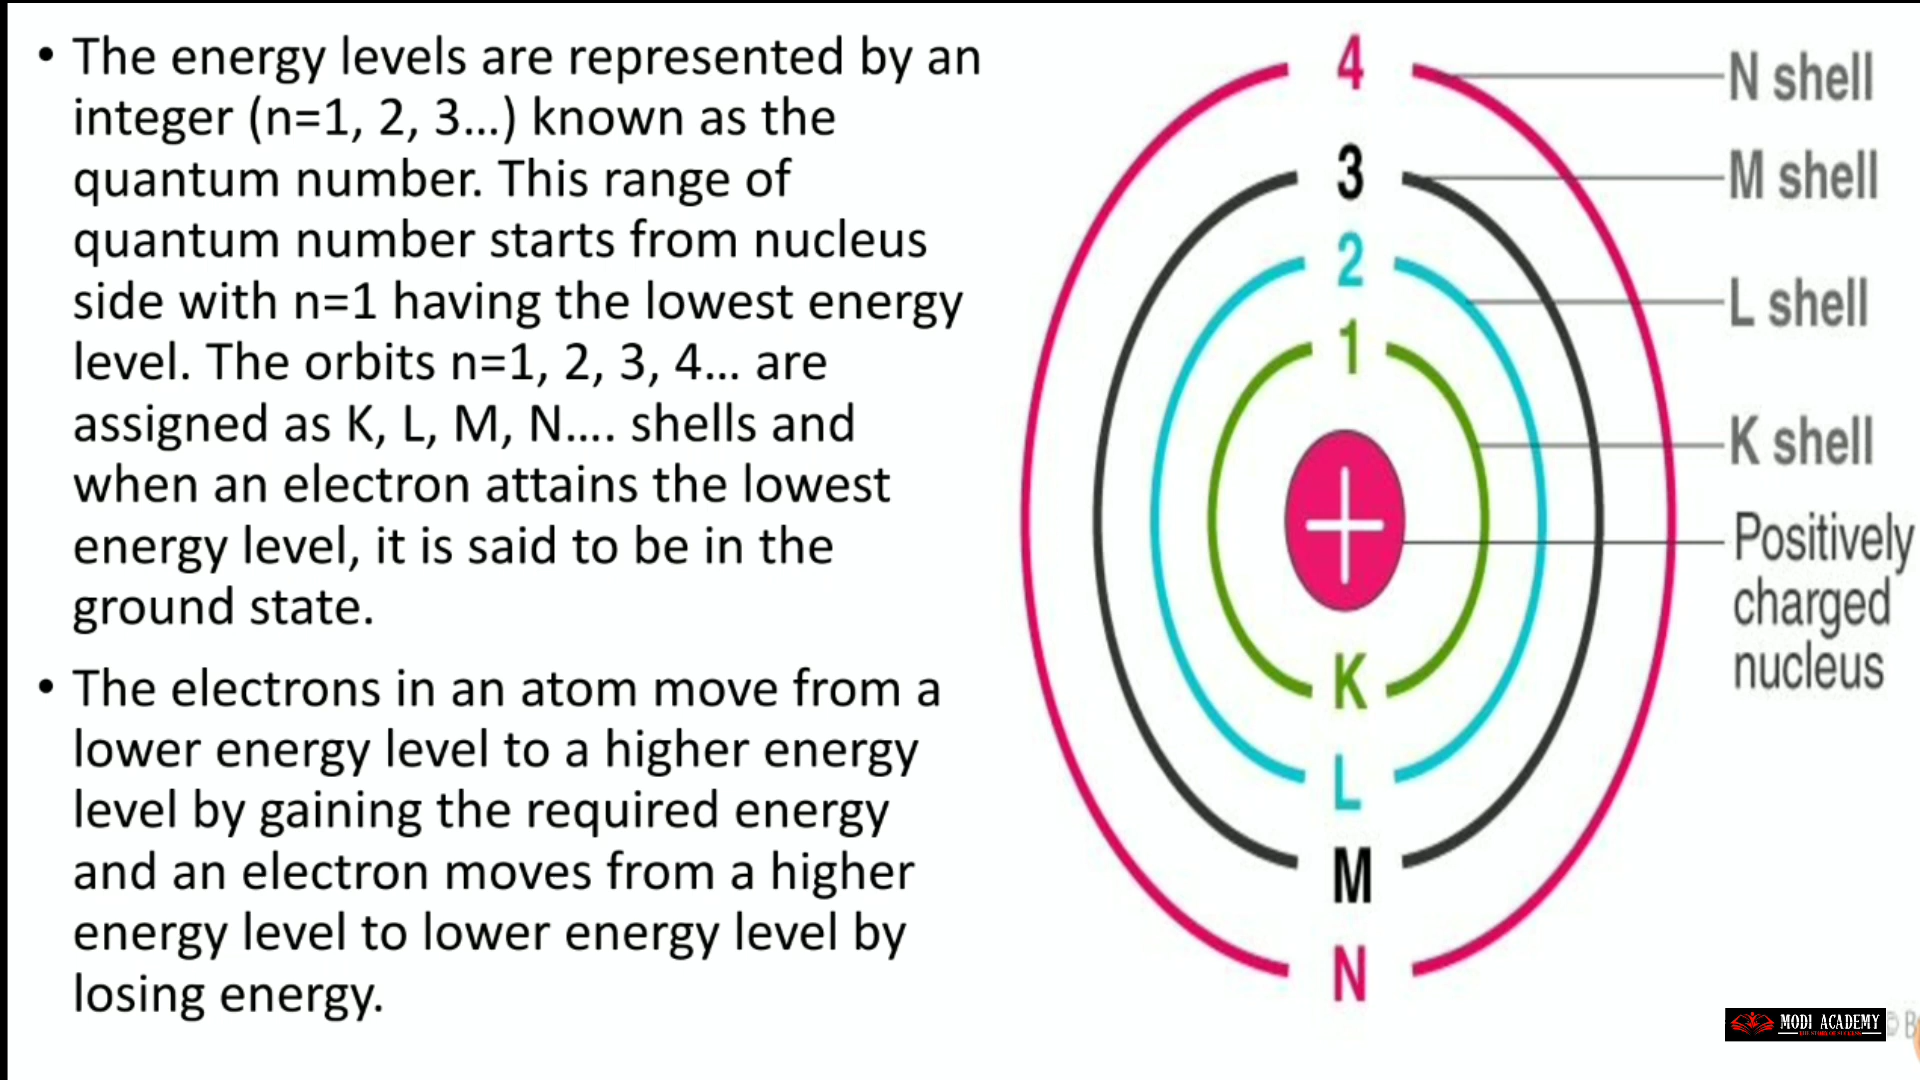 • The energy levels are represented by an
integer (n=1, 2, 3...) known as the
quantum number. This range of
quantum number starts from nucleus
side with n=1 having the lowest energy
level. The orbits n=1, 2, 3, 4... are
assigned as K, L, M, N.... shells and
when an electron attains the lowest
energy level, it is said to be in the
ground state.
• The electrons in an atom move from a
lower energy level to a higher energy
level by gaining the required energy
and an electron moves from a higher
energy level to lower energy level by
losing energy.
4
3
2
1
K
L
M
N
N shell
M shell
L shell
K shell
Positively
charged
nucleus
MODI ACADEMY
© B